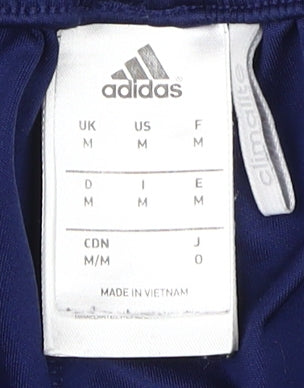 adidas
UK US F
M M M
D I E
M M M
CDN J
M/M O
MADE IN VIETNAM
climalite